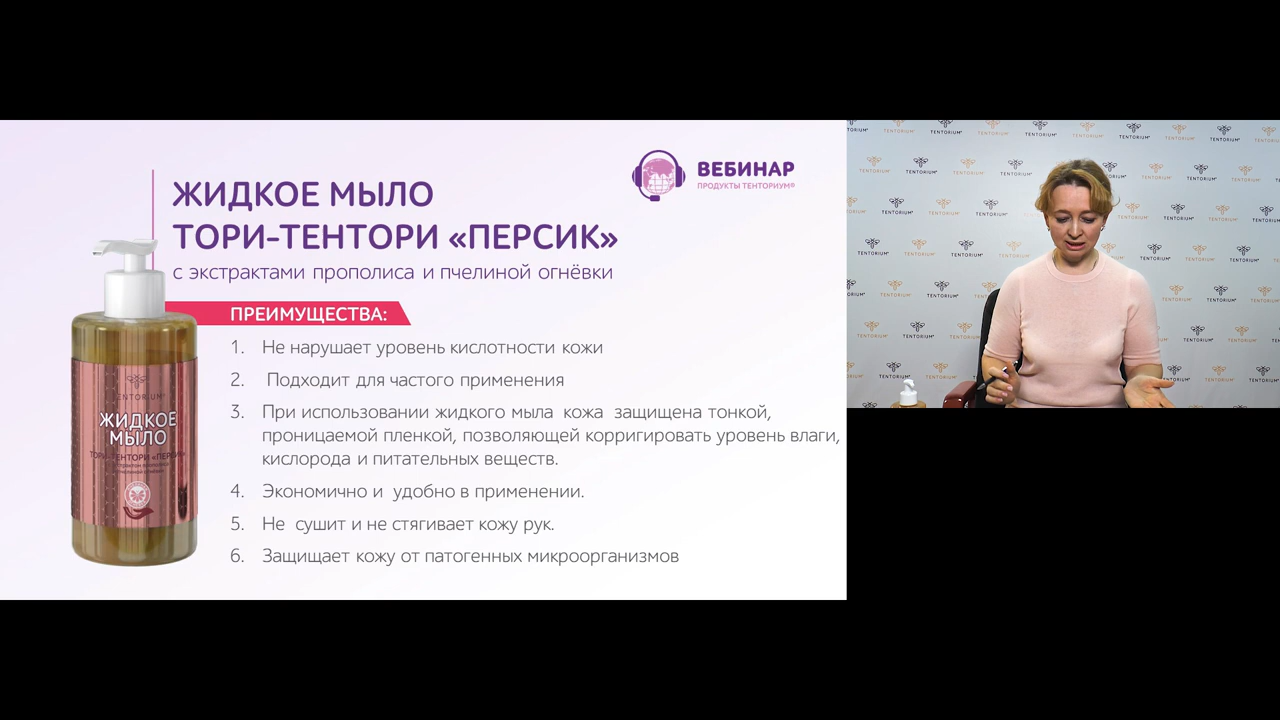 ВЕБИНАР
ПРОДУКТЫ ТЕНТОРИУМ®
ЖИДКОЕ МЫЛО
ТОРИ-ТЕНТОРИ «ПЕРСИК»
с экстрактами прополиса и пчелиной огнёвки
ПРЕИМУЩЕСТВА:
1. Не нарушает уровень кислотности кожи
2. Подходит для частого применения
3. При использовании жидкого мыла кожа защищена тонкой,
проницаемой пленкой, позволяющей корригировать уровень влаги,
кислорода и питательных веществ.
4. Экономично и удобно в применении.
5. Не сушит и не стягивает кожу рук.
6. Защищает кожу от патогенных микроорганизмов
TENTORIUM®
ЖИДКОЕ
МЫЛО
ТОРИ-ТЕНТОРИ «ПЕРСИК»
TENTORIUM®